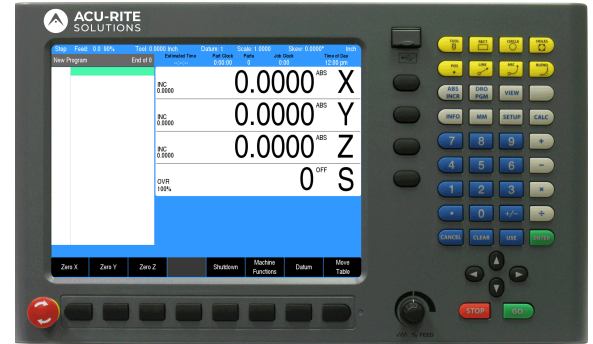 ACU-RITE
SOLUTIONS
Stop Feed: 0.0 00% Tool 0.0000 Inch Datum 1 Scale 1.0000 Skew 0.0000° Inch
New Program End of 0 Estimated Time Part Clock 0:00:00 Parts 0 Job Clock 0:00 Time of Day 12:00 pm
INC 0.0000 0.0000 ABS X
INC 0.0000 0.0000 ABS Y
INC 0.0000 0.0000 ABS Z
OVR 100% 0 OFF S
Zero X Zero Y Zero Z Shutdown Machine Functions Datum Move Table
TOOL RECT CIRCLE HOLES
POS LINE ARC BLEND
ABS INCR DRO PGM VIEW
INFO MM SETUP CALC
7 8 9 +
4 5 6 -
1 2 3 ×
• 0 +/- ÷
CANCEL CLEAR USE ENTER
STOP GO
% FEED